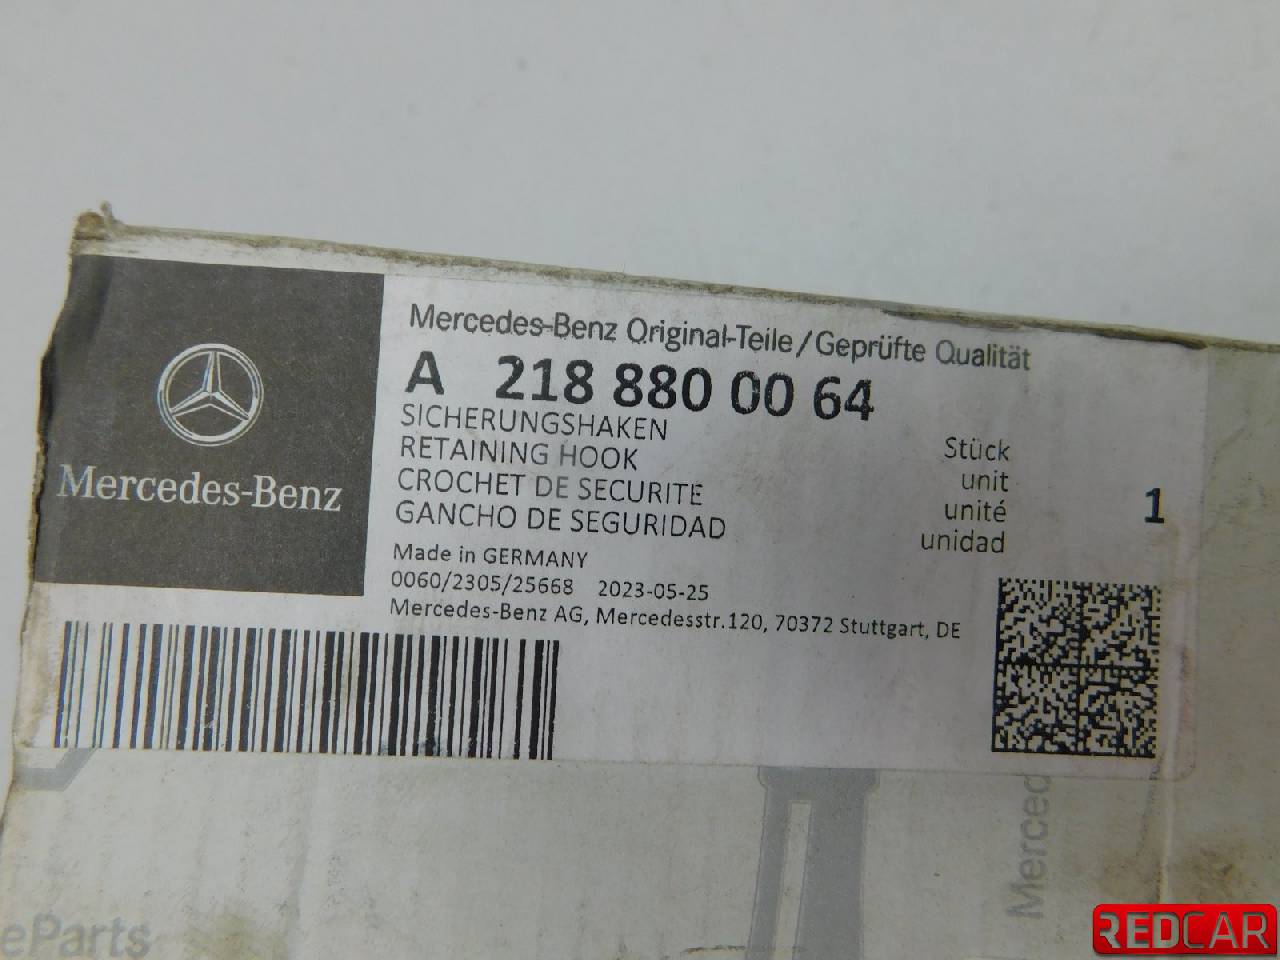 Mercedes-Benz
Mercedes-Benz Original-Teile/Geprüfte Qualität
A 218 880 00 64
SICHERUNGSHAKEN
RETAINING HOOK
CROCHET DE SECURITE
GANCHO DE SEGURIDAD
Stück
unit
unité
unidad
1
Made in GERMANY
0060/2305/25668 2023-05-25
Mercedes-Benz AG, Mercedesstr.120, 70372 Stuttgart, DE
Merced
eParts
REDCAR